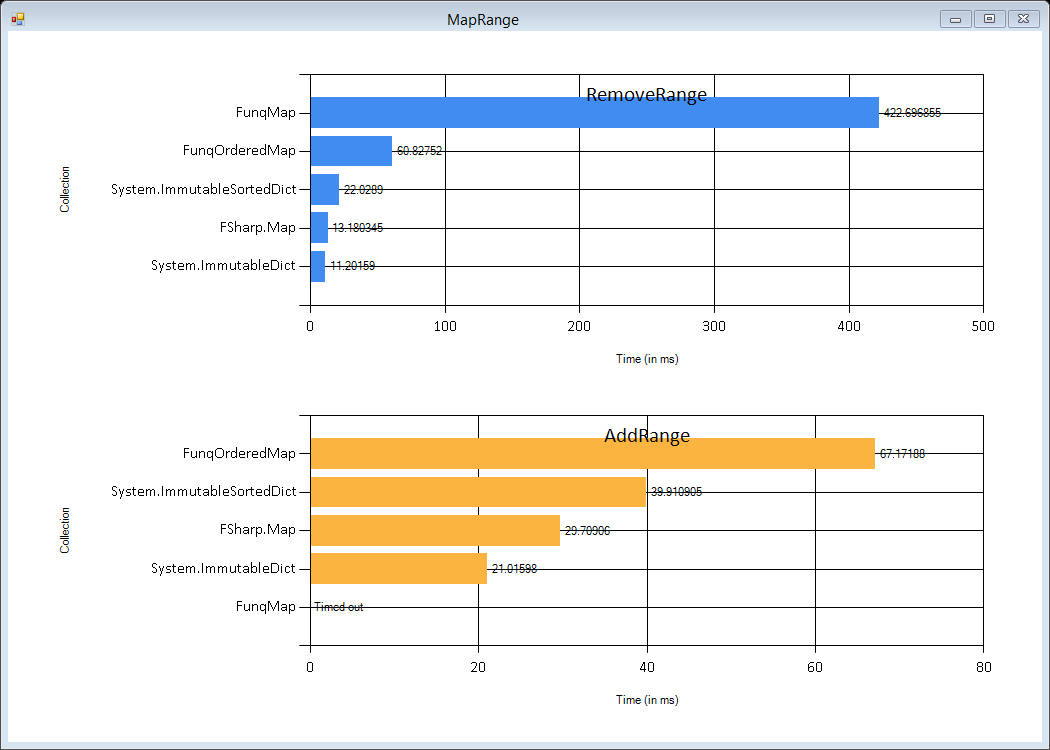 MapRange
RemoveRange
Collection
FunqMap 422.696855
FunqOrderedMap 60.82752
System.ImmutableSortedDict 22.0289
FSharp.Map 13.180345
System.ImmutableDict 11.20159
0 100 200 300 400 500
Time (in ms)
AddRange
Collection
FunqOrderedMap 67.17188
System.ImmutableSortedDict 39.910905
FSharp.Map 29.70906
System.ImmutableDict 21.01598
FunqMap Timed out
0 20 40 60 80
Time (in ms)